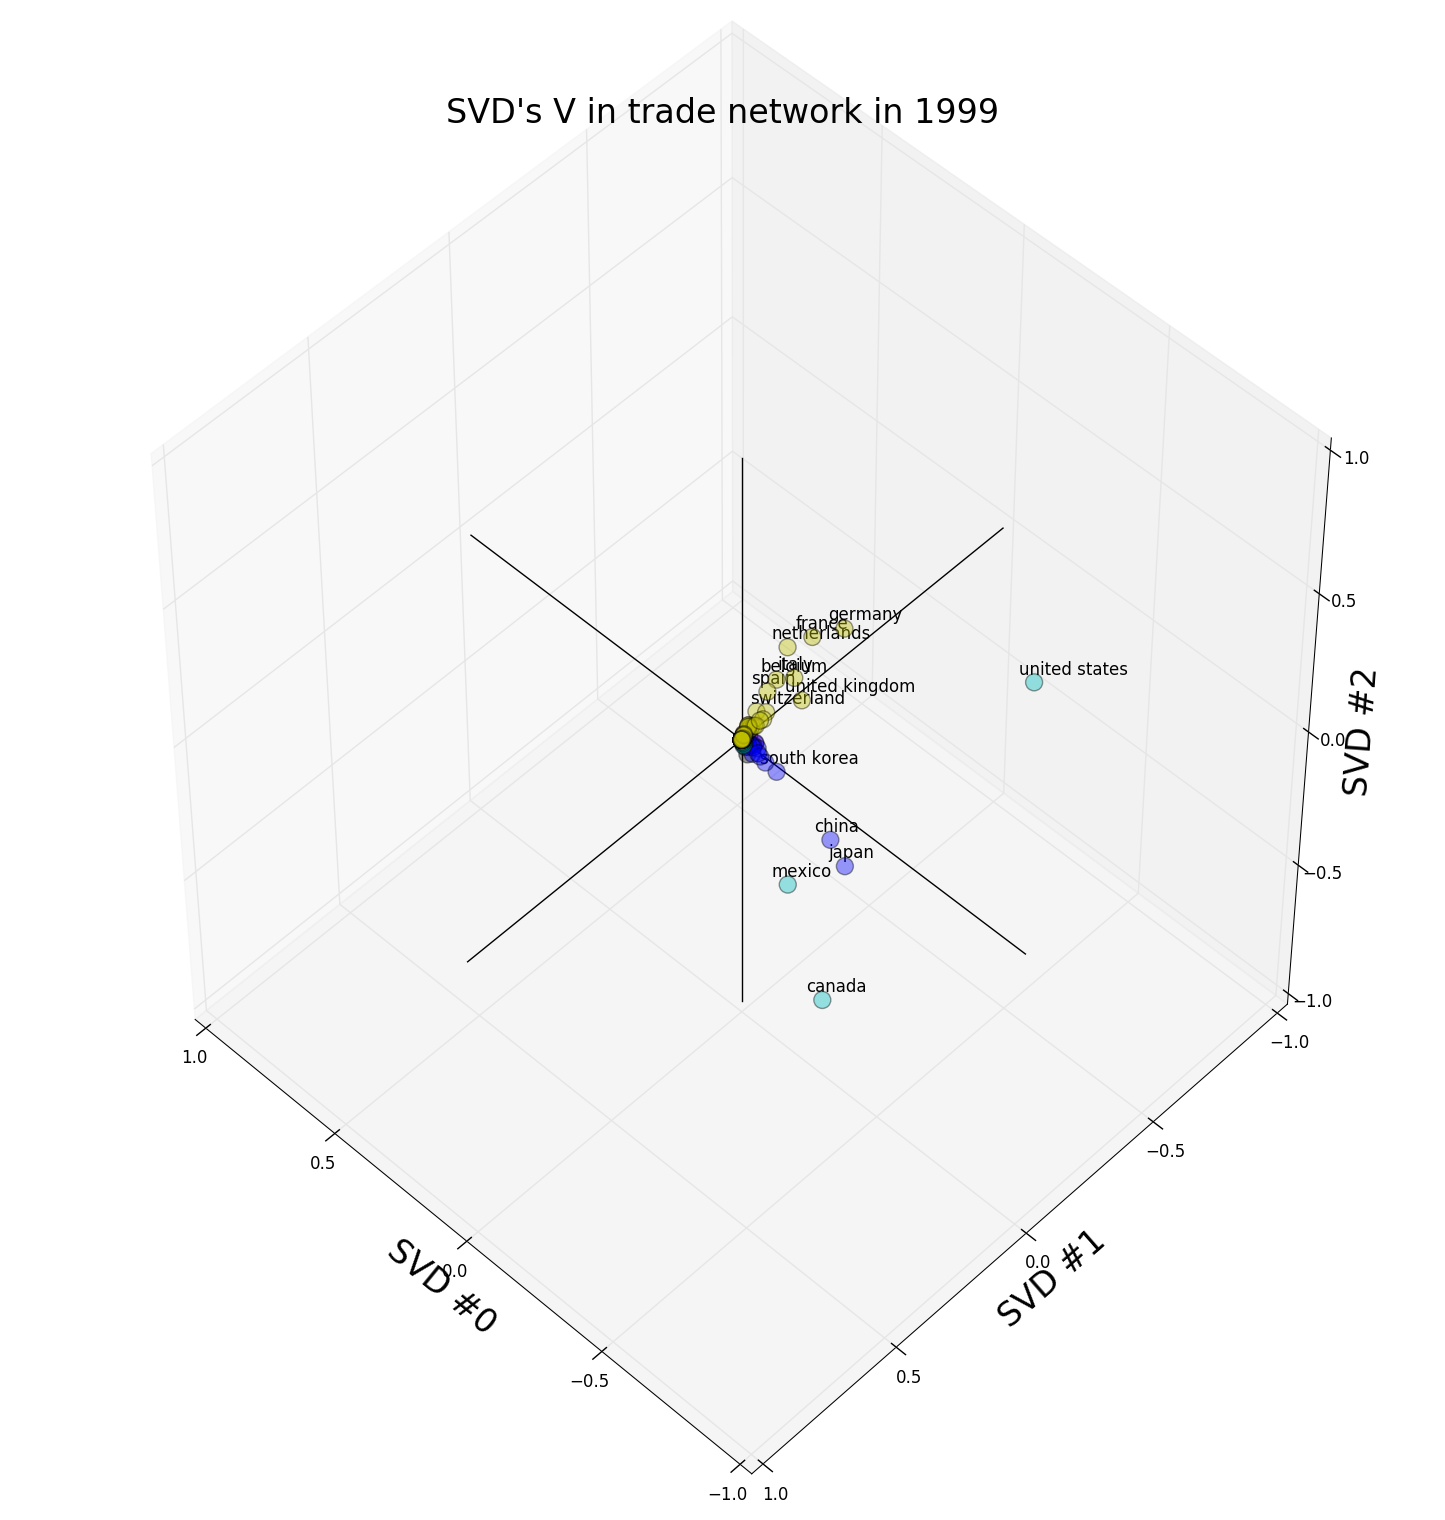 SVD's V in trade network in 1999
germany
france
netherlands
belgium
italy
spain
united kingdom
switzerland
united states
south korea
china
japan
mexico
canada
1.0
0.5
0.0
−0.5
−1.0
SVD #2
1.0
0.5
0.0
−0.5
−1.0
SVD #0
−1.0
−0.5
0.0
0.5
1.0
SVD #1